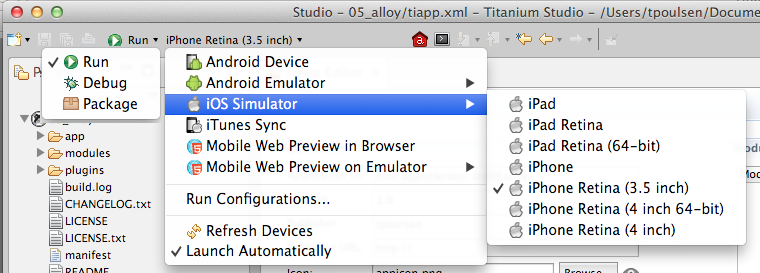 Studio - 05_alloy/tiapp.xml - Titanium Studio - /Users/tpoulsen/Docume
Run iPhone Retina (3.5 inch)
Run
Debug
Package
Android Device
Android Emulator
iOS Simulator
iTunes Sync
Mobile Web Preview in Browser
Mobile Web Preview on Emulator
Run Configurations...
Refresh Devices
Launch Automatically
iPad
iPad Retina
iPad Retina (64-bit)
iPhone
iPhone Retina (3.5 inch)
iPhone Retina (4 inch 64-bit)
iPhone Retina (4 inch)
app
modules
plugins
build.log
CHANGELOG.txt
LICENSE
LICENSE.txt
manifest
README
Icon: appicon.png Browse